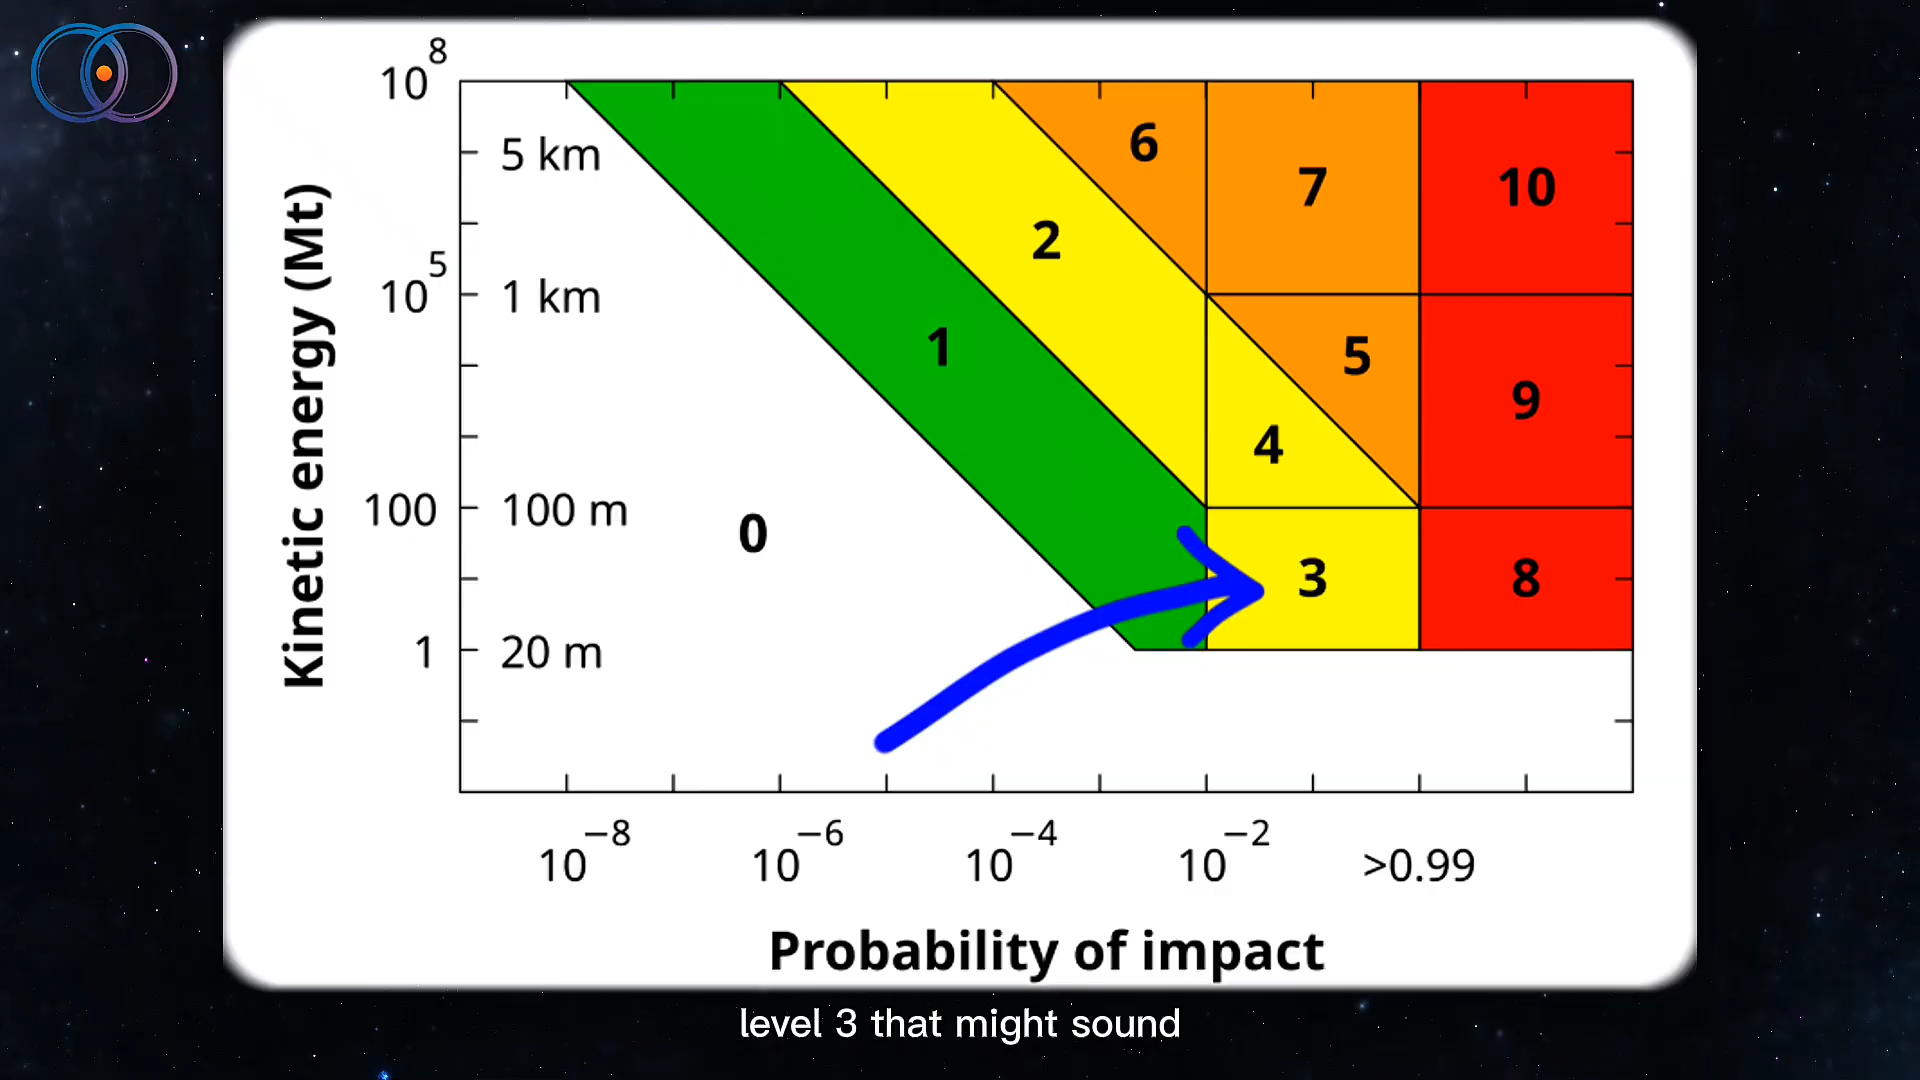 10^8
5 km
6
7
10
Kinetic energy (Mt)
2
10^5
1 km
1
5
9
4
100
100 m
0
3
8
1
20 m
10^−8
10^−6
10^−4
10^−2
>0.99
Probability of impact
level 3 that might sound